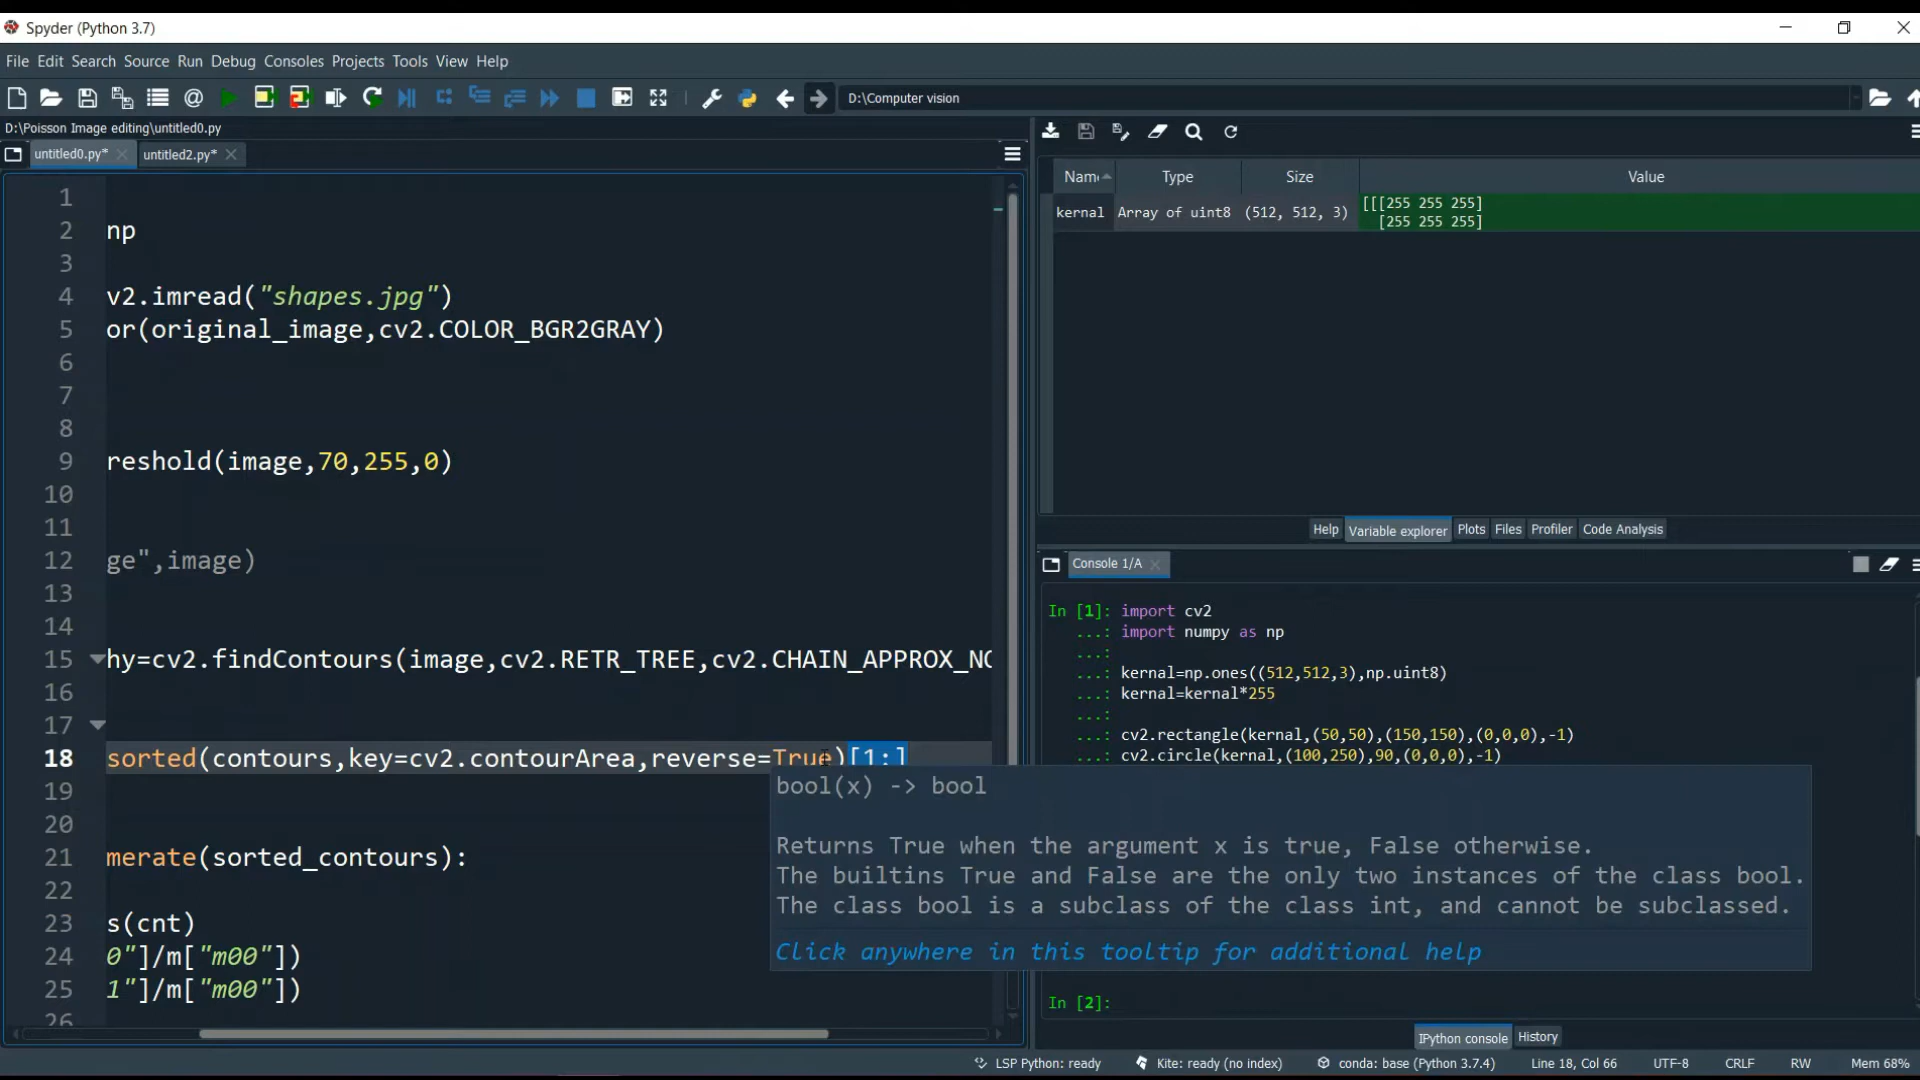 Spyder (Python 3.7)
File Edit Search Source Run Debug Consoles Projects Tools View Help
D:\Computer vision
D:\Poisson Image editing\untitled0.py
untitled0.py* untitled2.py*
1
2 np
3
4 v2.imread("shapes.jpg")
5 or(original_image,cv2.COLOR_BGR2GRAY)
6
7
8
9 reshold(image,70,255,0)
10
11
12 ge",image)
13
14
15 hy=cv2.findContours(image,cv2.RETR_TREE,cv2.CHAIN_APPROX_NO
16
17
18 sorted(contours,key=cv2.contourArea,reverse=True)[1:]
19
20
21 merate(sorted_contours):
22
23 s(cnt)
24 0"]/m["m00"])
25 1"]/m["m00"])
26
bool(x) -> bool
Returns True when the argument x is true, False otherwise.
The builtins True and False are the only two instances of the class bool.
The class bool is a subclass of the class int, and cannot be subclassed.
Click anywhere in this tooltip for additional help
Name Type Size Value
kernal Array of uint8 (512, 512, 3) [[[255 255 255]
[255 255 255]
Help Variable explorer Plots Files Profiler Code Analysis
Console 1/A
In [1]: import cv2
...: import numpy as np
...:
...: kernal=np.ones((512,512,3),np.uint8)
...: kernal=kernal*255
...:
...: cv2.rectangle(kernal,(50,50),(150,150),(0,0,0),-1)
...: cv2.circle(kernal,(100,250),90,(0,0,0),-1)
In [2]:
IPython console History
LSP Python: ready Kite: ready (no index) conda: base (Python 3.7.4) Line 18, Col 66 UTF-8 CRLF RW Mem 68%